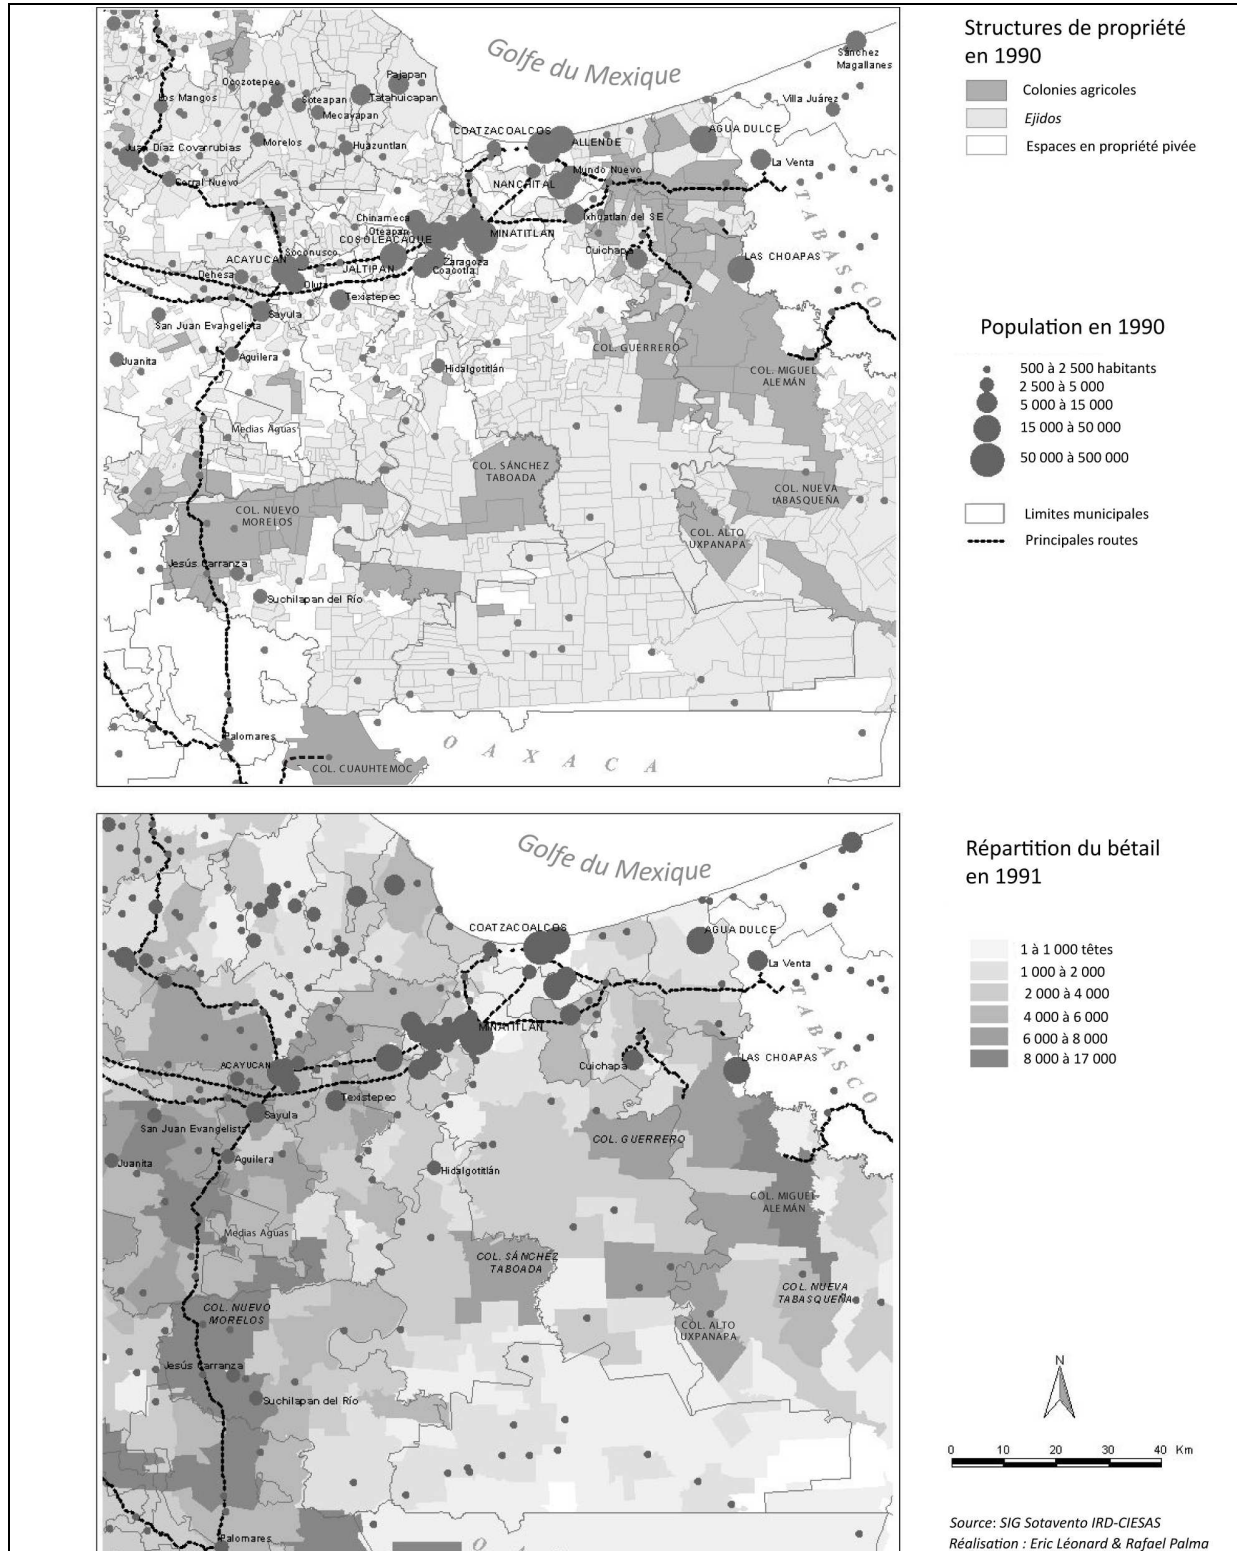 Golfe du Mexique
Structures de propriété
en 1990
Colonies agricoles
Ejidos
Espaces en propriété pivée
Population en 1990
500 à 2 500 habitants
2 500 à 5 000
5 000 à 15 000
15 000 à 50 000
50 000 à 500 000
Limites municipales
Principales routes
Sánchez
Magallanes
Villa Juárez
Pajapan
Ocozotepec
Tatahuicapan
Los Mangos
Soteapan
Mecayapan
COATZACOALCOS
ALLENDE
AGUA DULCE
Morelos
Huazuntlan
Juan Díaz Covarrubias
La Venta
Mundo Nuevo
Corral Nuevo
NANCHITAL
TABASCO
Chinameca
Ixhuatlan del SE
Oteapan
MINATITLAN
COSOLEACAQUE
Cuichapa
Soconusco
Zaragoza
ACAYUCAN
JALTIPAN
Coacotla
LAS CHOAPAS
Dehesa
Oluta
Texistepec
Sayula
San Juan Evangelista
Juanita
Aguilera
COL. GUERRERO
Hidalgotitlán
COL. MIGUEL
ALEMÁN
Medias Aguas
COL. SÁNCHEZ
TABOADA
COL. NUEVA
tABASQUEÑA
COL. NUEVO
MORELOS
COL. ALTO
UXPANAPA
Jesús Carranza
Suchilapan del Río
Palomares
OAXACA
COL. CUAUHTEMOC
Golfe du Mexique
Répartition du bétail
en 1991
1 à 1 000 têtes
1 000 à 2 000
2 000 à 4 000
4 000 à 6 000
6 000 à 8 000
8 000 à 17 000
COATZACOALCOS
AGUA DULCE
La Venta
TABASCO
MINATITLAN
ACAYUCAN
Cuichapa
LAS CHOAPAS
Texistepec
Sayula
San Juan Evangelista
COL. GUERRERO
Juanita
Aguilera
Hidalgotitlán
COL. MIGUEL
ALEMÁN
Medias Aguas
COL. SÁNCHEZ
TABOADA
COL. NUEVA
TABASQUEÑA
COL. NUEVO
MORELOS
COL. ALTO
UXPANAPA
Jesús Carranza
Suchilapan del Río
Palomares
N
0 10 20 30 40 Km
Source: SIG Sotavento IRD-CIESAS
Réalisation : Eric Léonard & Rafael Palma